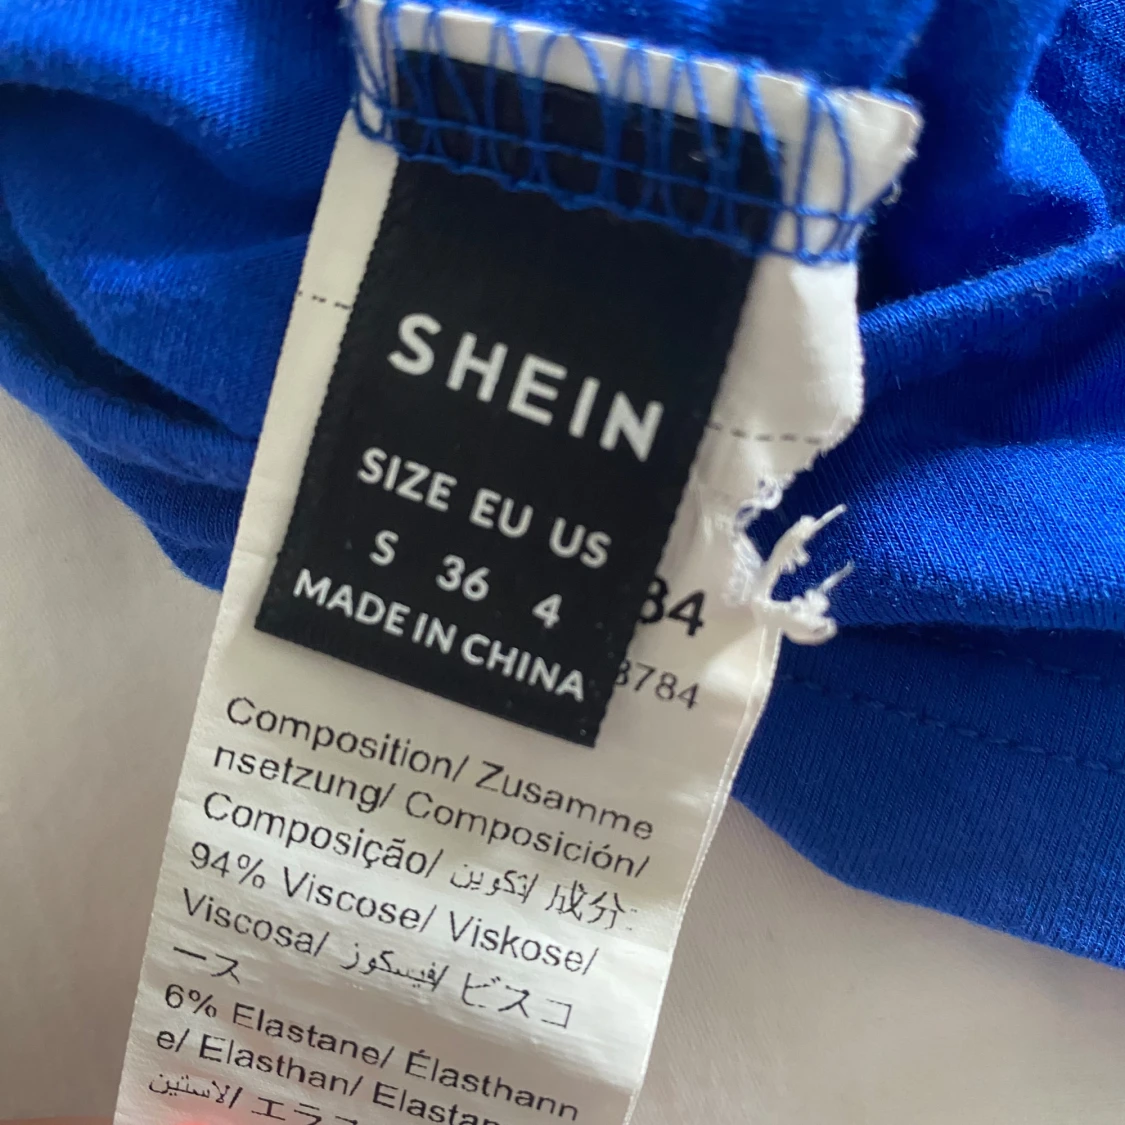 SHEIN
SIZE EU US
S 36 4
MADE IN CHINA
84
3784
Composition/ Zusamme
nsetzung/ Composición/
Composição/ تكوين/ 成分:
94% Viscose/ Viskose/
Viscosa/ فيسكوز/ ビスコ
ース
6% Elastane/ Élasthann
e/ Elasthan/
لاستين/